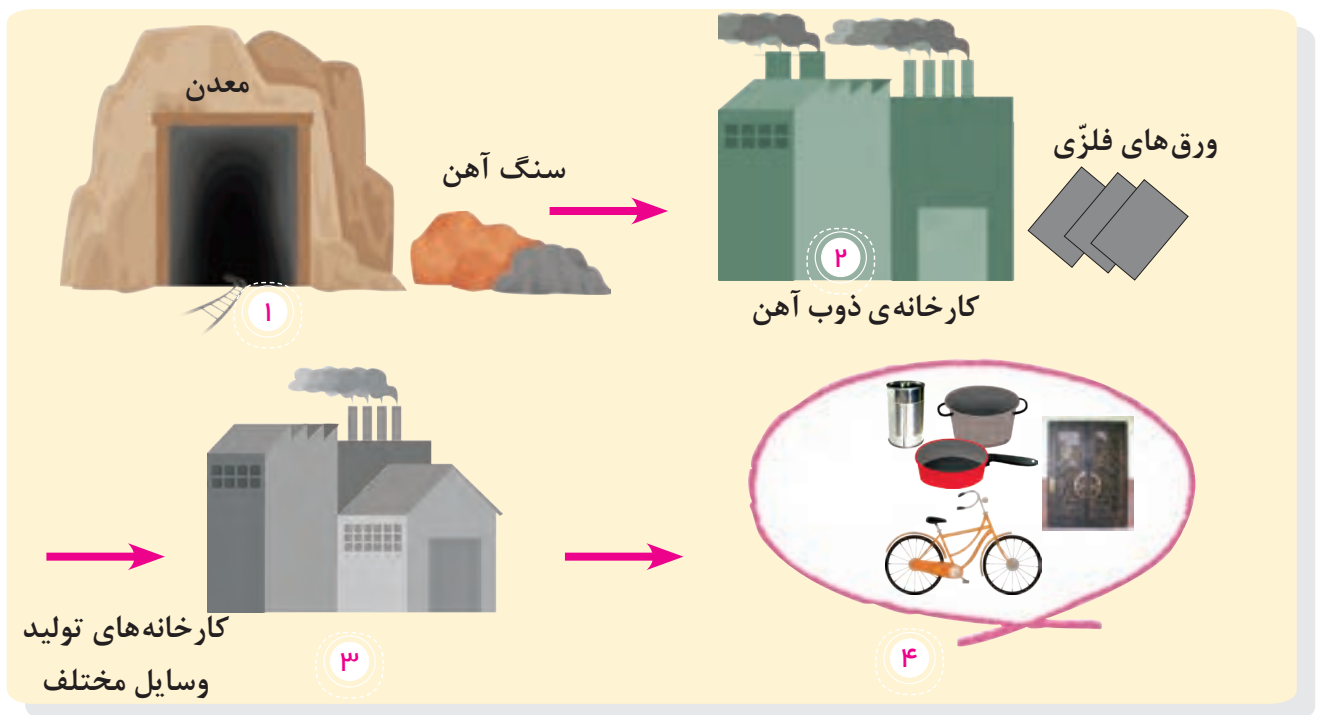 معدن
سنگ آهن
۱
ورق‌های فلزّی
۲
کارخانه‌ی ذوب آهن
کارخانه‌های تولید
وسایل مختلف
۳
۴